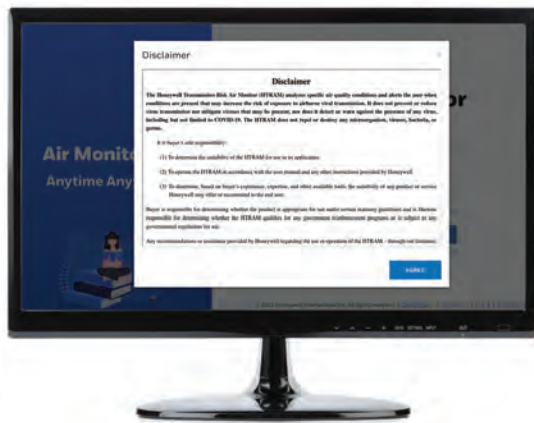 Disclaimer
Disclaimer
The Honeywell Transmission Risk Air Monitor (HTRAM) analyzes specific air quality conditions and alerts the user when
conditions are present that may increase the risk of exposure to airborne viral transmission. It does not prevent or reduce
virus transmission nor mitigate viruses that may be present, nor does it detect or warn against the presence of any virus,
including but not limited to COVID-19. The HTRAM does not repel or destroy any microorganism, viruses, bacteria, or
germs.
It is buyer's sole responsibility:
(1) To determine the suitability of the HTRAM for use in its application.
(2) To operate the HTRAM in accordance with the user manual and any other instructions provided by Honeywell.
(3) To determine, based on buyer's experience, expertise, and other available tools, the suitability of any product or service
Honeywell may offer or recommend to the end user.
Buyer is responsible for determining whether the product is appropriate for use under certain statutory guidelines and is likewise
responsible for determining whether the HTRAM qualifies for any government reimbursement programs or is subject to any
governmental regulations for use.
Any recommendations or assistance provided by Honeywell regarding the use or operation of the HTRAM - through
Air Monito
or
Anytime Any
AGREE